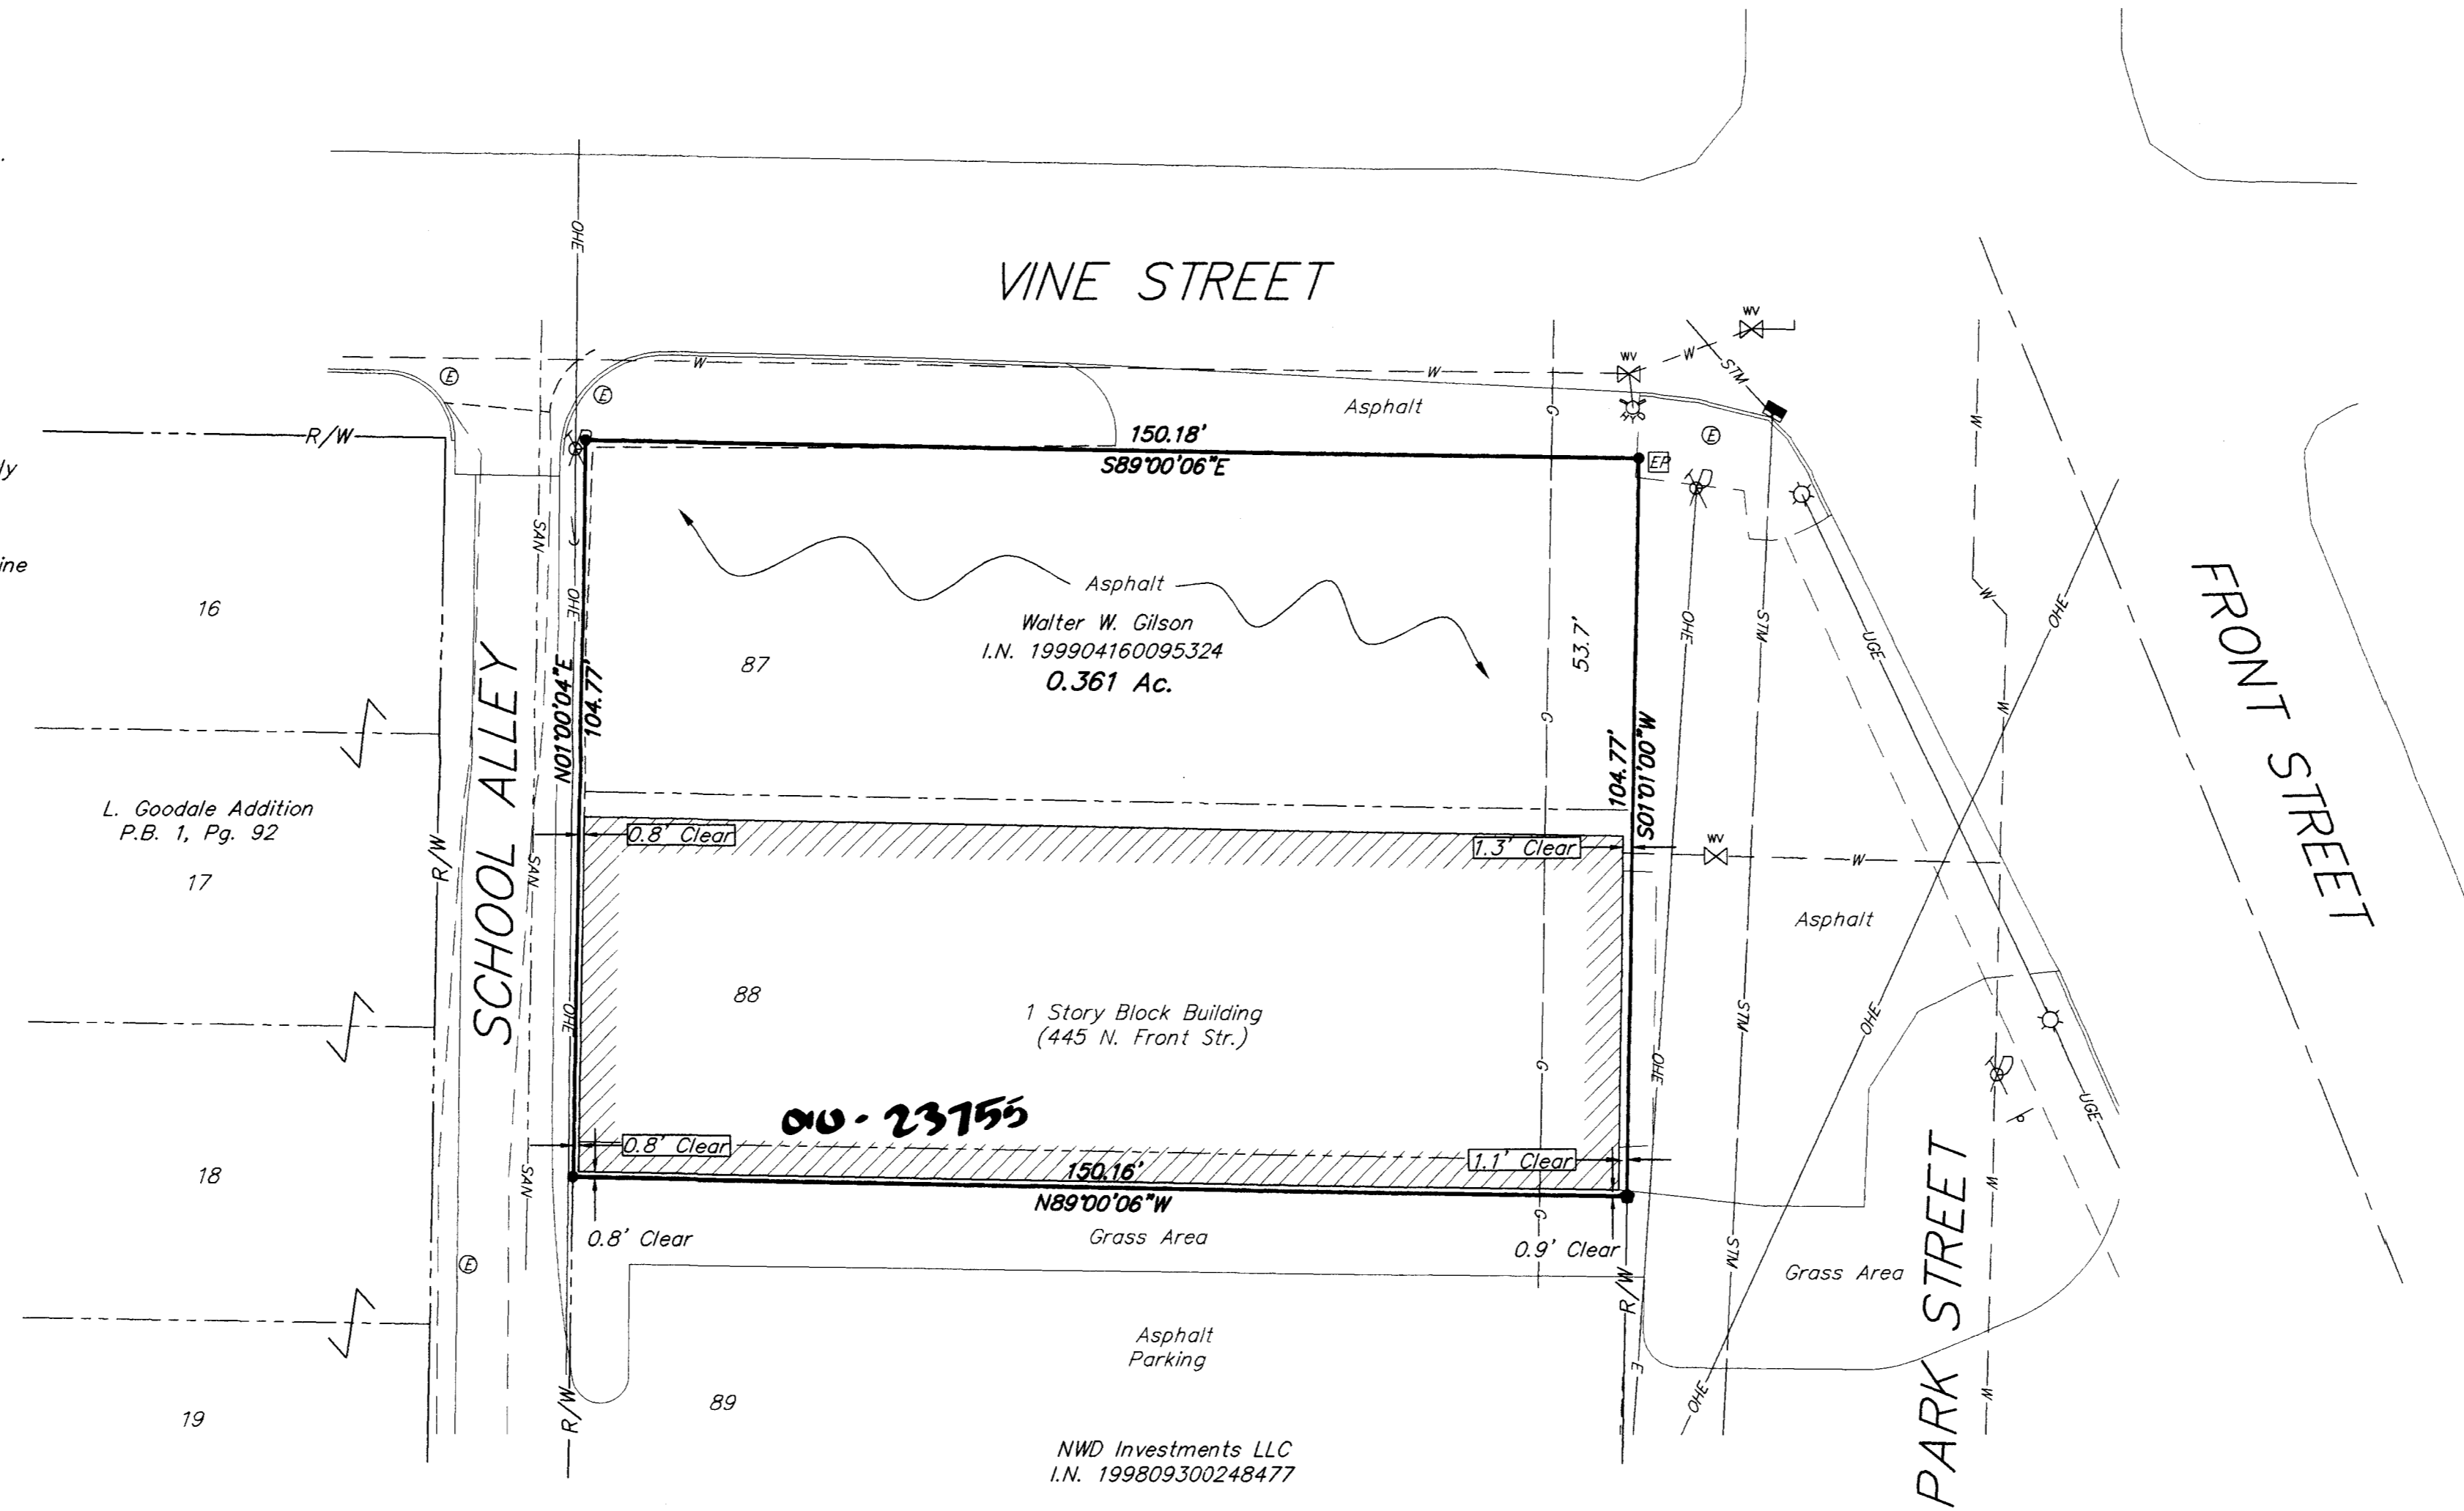 VINE STREET
OHE
WV
WV
W
W
W
STM
E
E
E
Asphalt
G
W
R/W
150.18'
S89°00'06"E
EP
ly
ine
SAN
16
OHE
Asphalt
Walter W. Gilson
I.N. 199904160095324
0.361 Ac.
87
53.7'
OHE
STM
UGE
OHE
W
FRONT STREET
SCHOOL ALLEY
N01°00'04"E
104.77'
G
104.77'
S01°01'00"W
W
L. Goodale Addition
P.B. 1, Pg. 92
17
R/W
SAN
0.8' Clear
1.3' Clear
WV
W
Asphalt
88
1 Story Block Building
(445 N. Front Str.)
OHE
G
OHE
STM
OHE
UGE
010-23755
0.8' Clear
1.1' Clear
150.16'
N89°00'06"W
18
SAN
W
G
0.8' Clear
Grass Area
0.9' Clear
STM
Grass Area
PARK STREET
E
R/W
Asphalt
Parking
89
19
R/W
E
OHE
W
NWD Investments LLC
I.N. 199809300248477